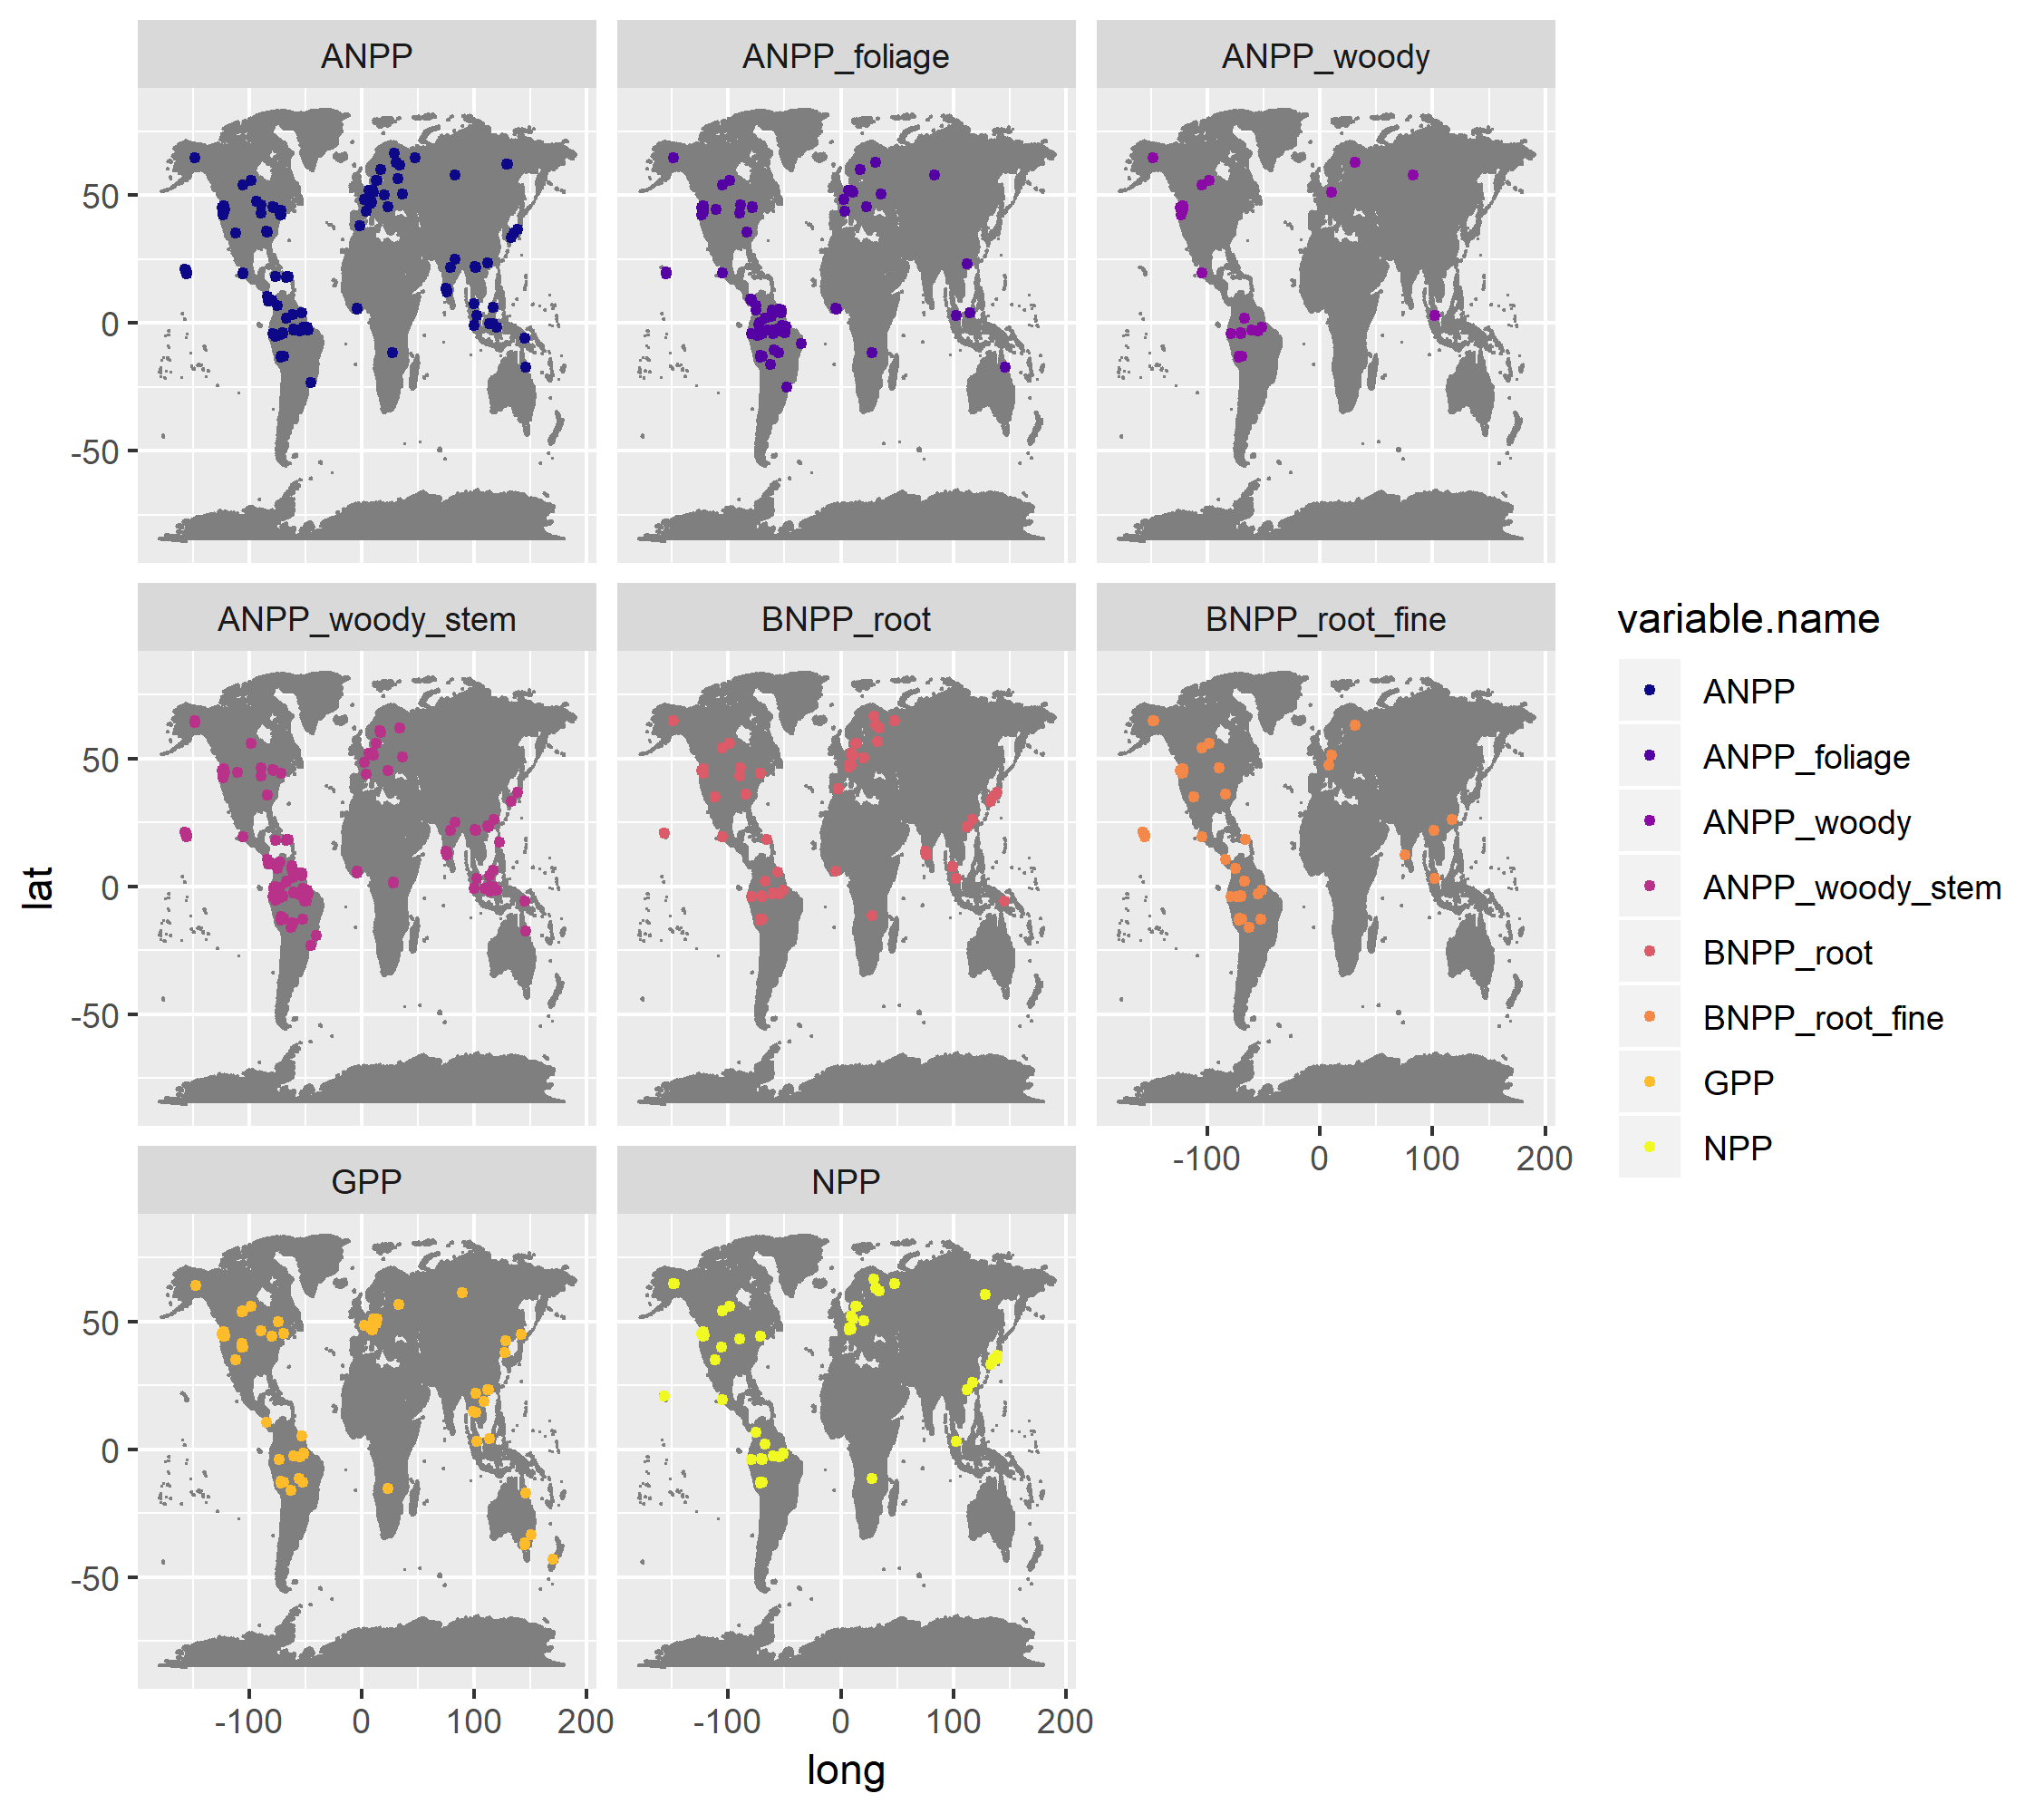 ANPP
ANPP_foliage
ANPP_woody
50
0
-50
ANPP_woody_stem
BNPP_root
BNPP_root_fine
50
0
-50
-100 0 100 200
GPP
NPP
50
0
-50
-100 0 100 200
-100 0 100 200
long
lat
variable.name
ANPP
ANPP_foliage
ANPP_woody
ANPP_woody_stem
BNPP_root
BNPP_root_fine
GPP
NPP